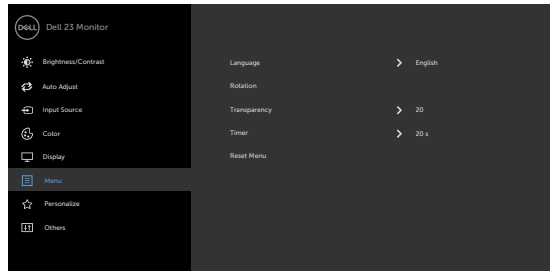 DELL Dell 23 Monitor
Brightness/Contrast
Auto Adjust
Input Source
Color
Display
Menu
Personalize
Others
Language English
Rotation
Transparency 20
Timer 20 s
Reset Menu